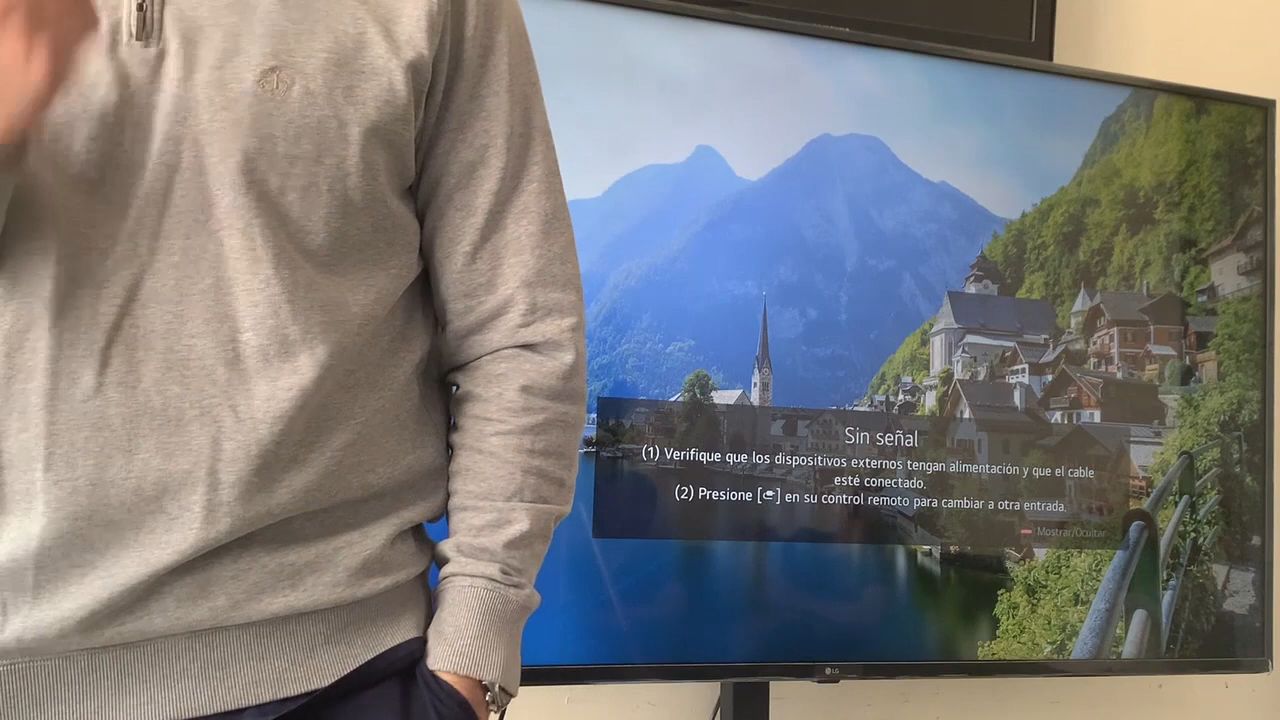 Sin señal
(1) Verifique que los dispositivos externos tengan alimentación y que el cable
esté conectado.
(2) Presione [] en su control remoto para cambiar a otra entrada.
Mostrar/Ocultar
LG